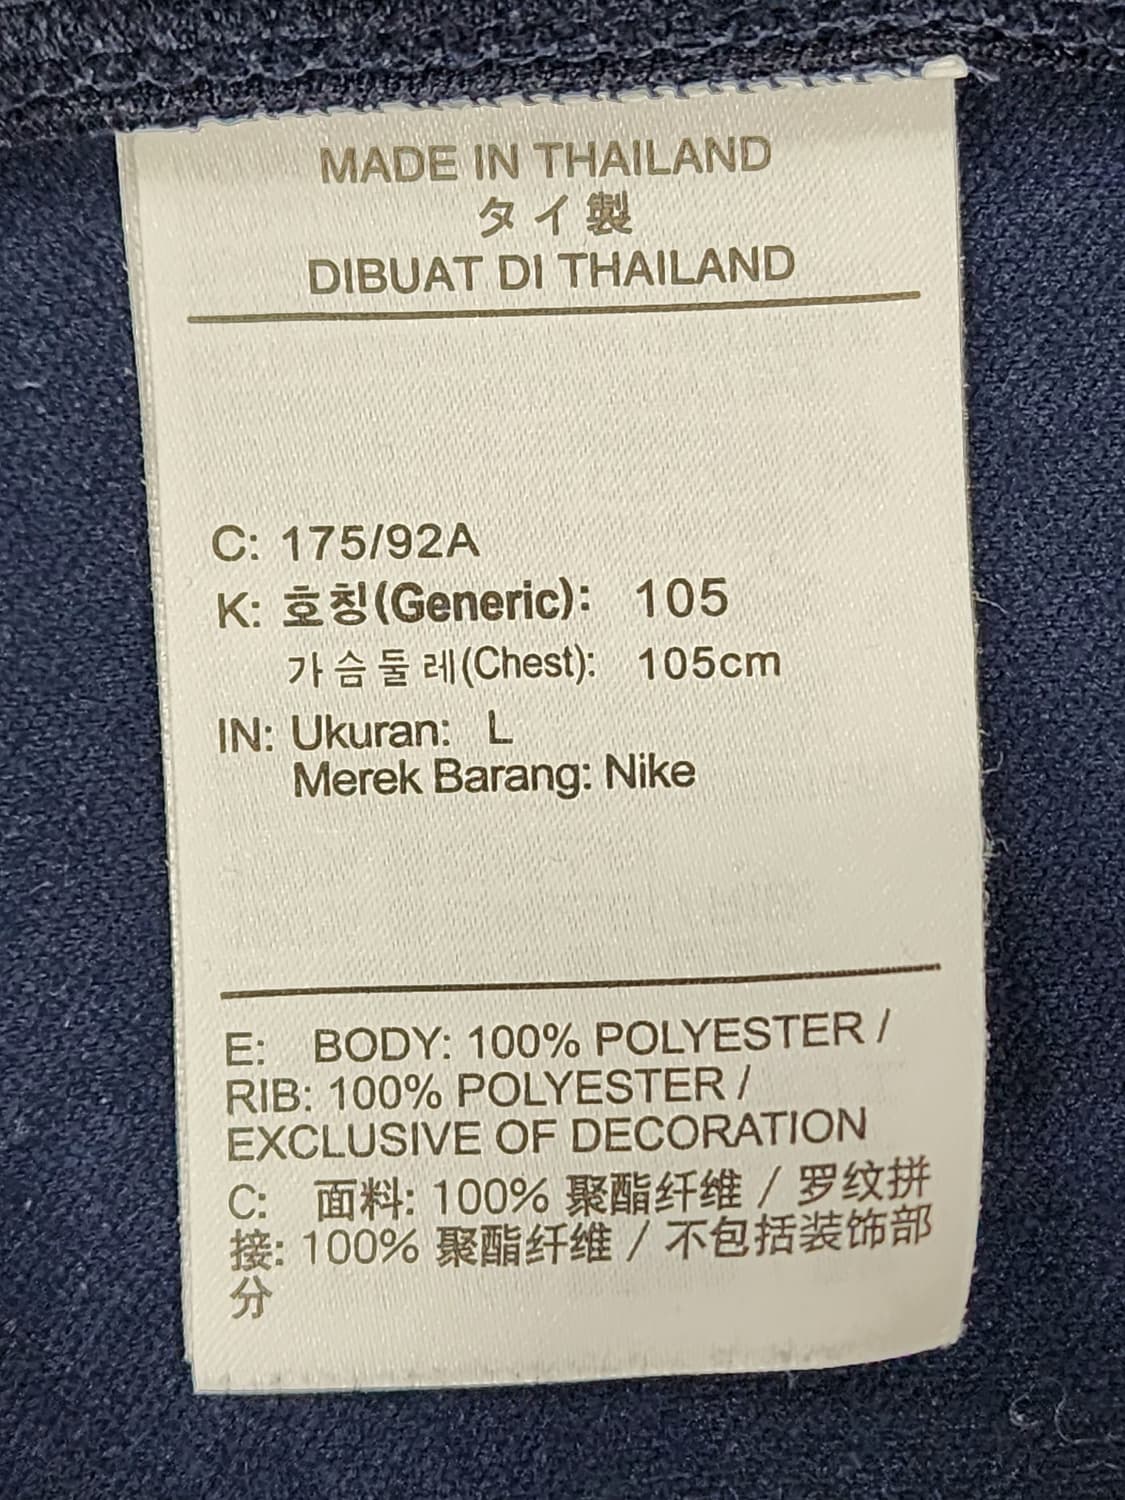 MADE IN THAILAND
タイ製
DIBUAT DI THAILAND
C: 175/92A
K: 호칭(Generic): 105
가슴둘레(Chest): 105cm
IN: Ukuran: L
Merek Barang: Nike
E: BODY: 100% POLYESTER /
RIB: 100% POLYESTER /
EXCLUSIVE OF DECORATION
C: 面料: 100% 聚酯纤维 / 罗纹拼
接: 100% 聚酯纤维 / 不包括装饰部
分